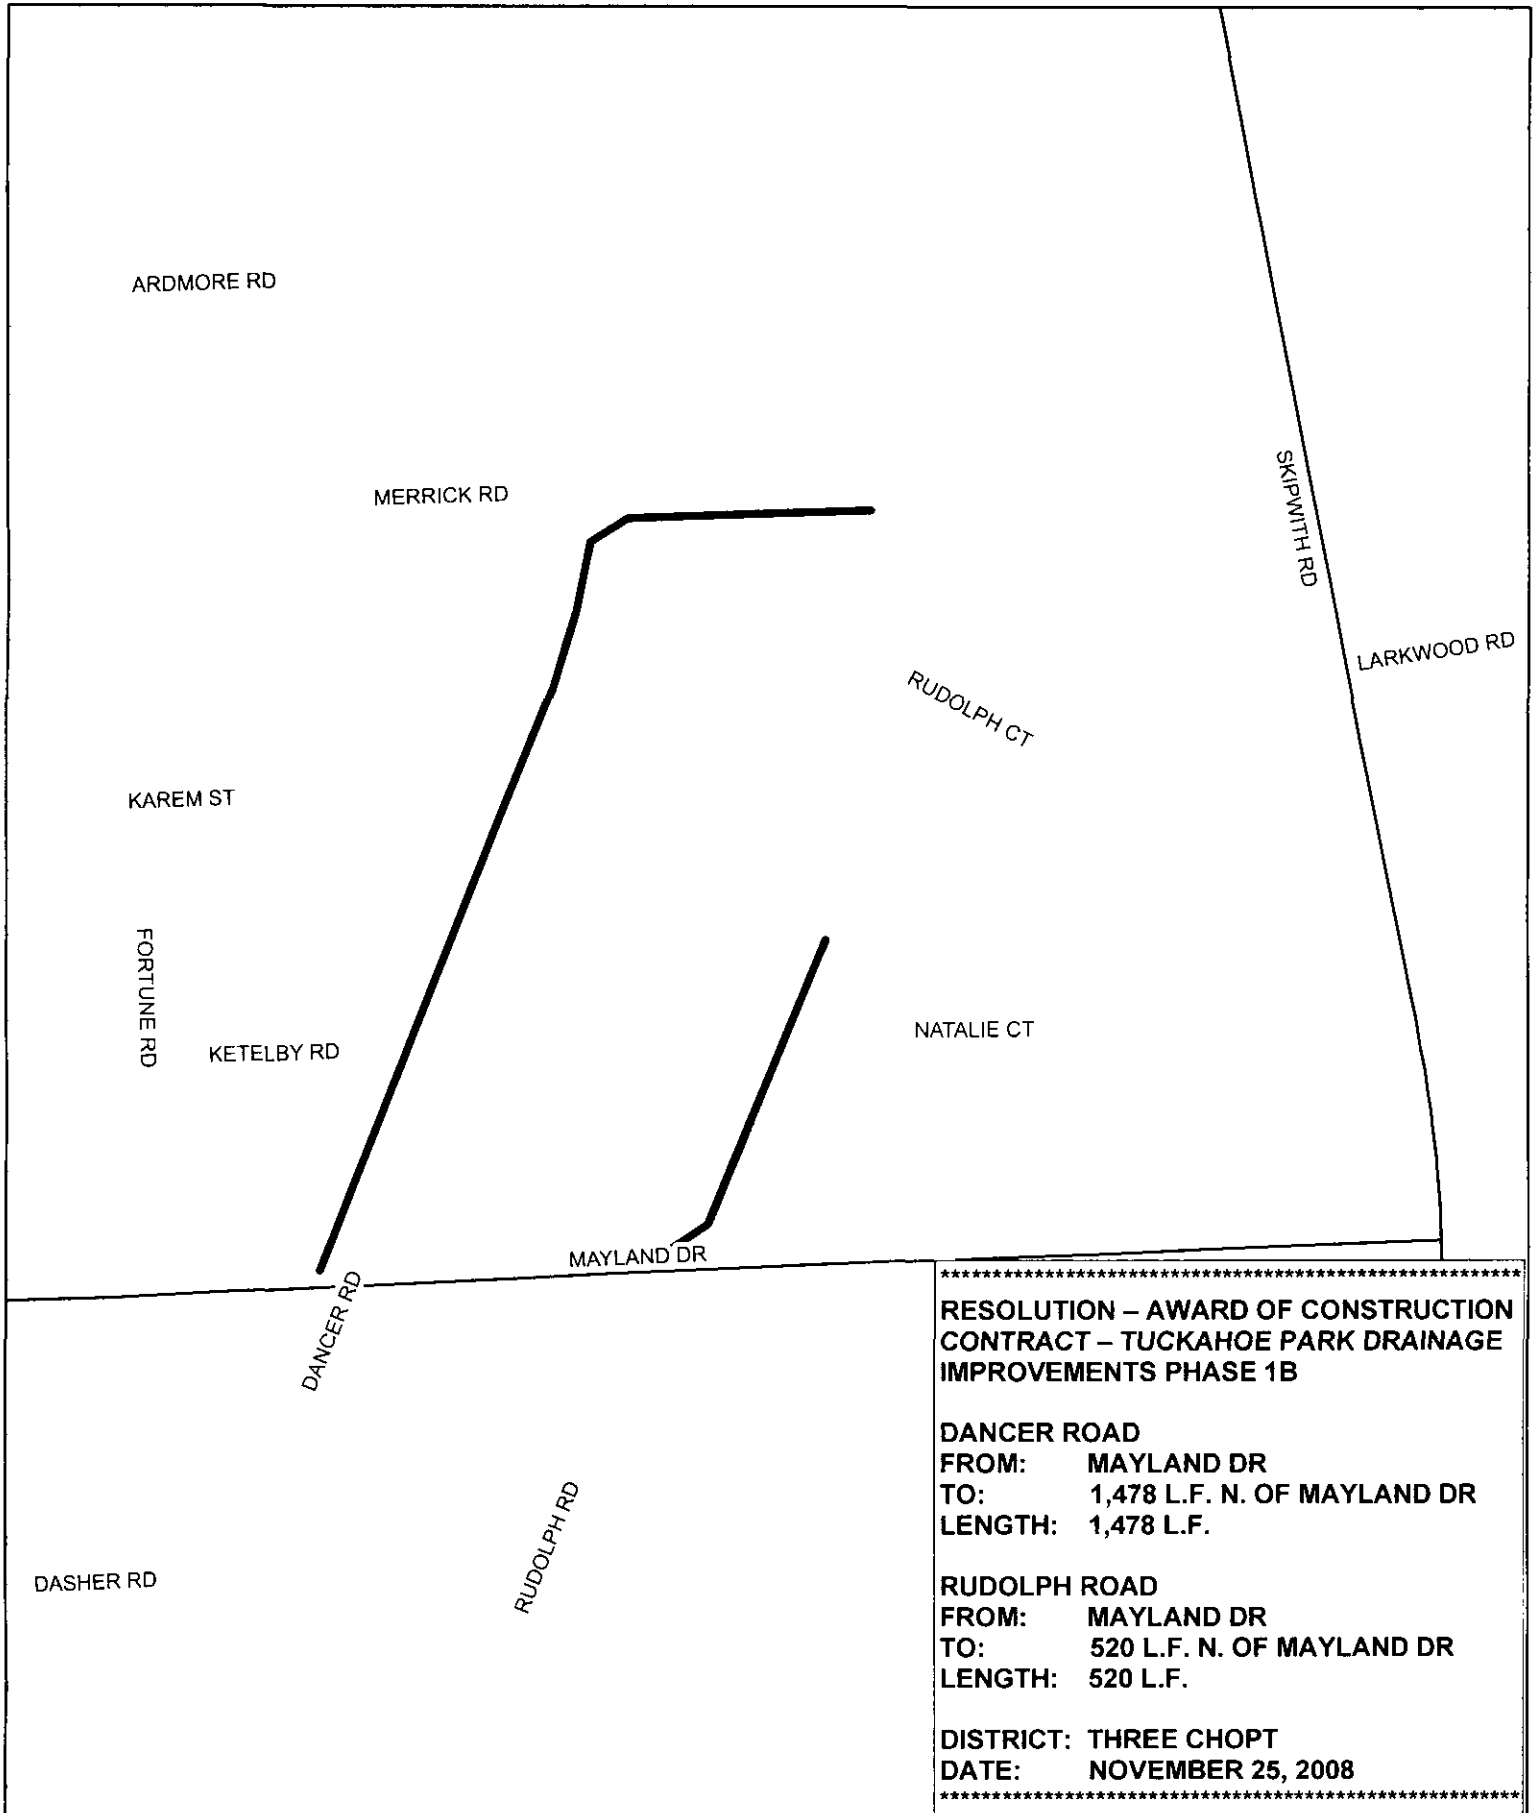 ARDMORE RD
MERRICK RD
SKIPWITH RD
LARKWOOD RD
RUDOLPH CT
KAREM ST
FORTUNE RD
KETELBY RD
NATALIE CT
MAYLAND DR
DANCER RD
RUDOLPH RD
DASHER RD
********************************************************
RESOLUTION – AWARD OF CONSTRUCTION
CONTRACT – TUCKAHOE PARK DRAINAGE
IMPROVEMENTS PHASE 1B
DANCER ROAD
FROM: MAYLAND DR
TO: 1,478 L.F. N. OF MAYLAND DR
LENGTH: 1,478 L.F.
RUDOLPH ROAD
FROM: MAYLAND DR
TO: 520 L.F. N. OF MAYLAND DR
LENGTH: 520 L.F.
DISTRICT: THREE CHOPT
DATE: NOVEMBER 25, 2008
********************************************************